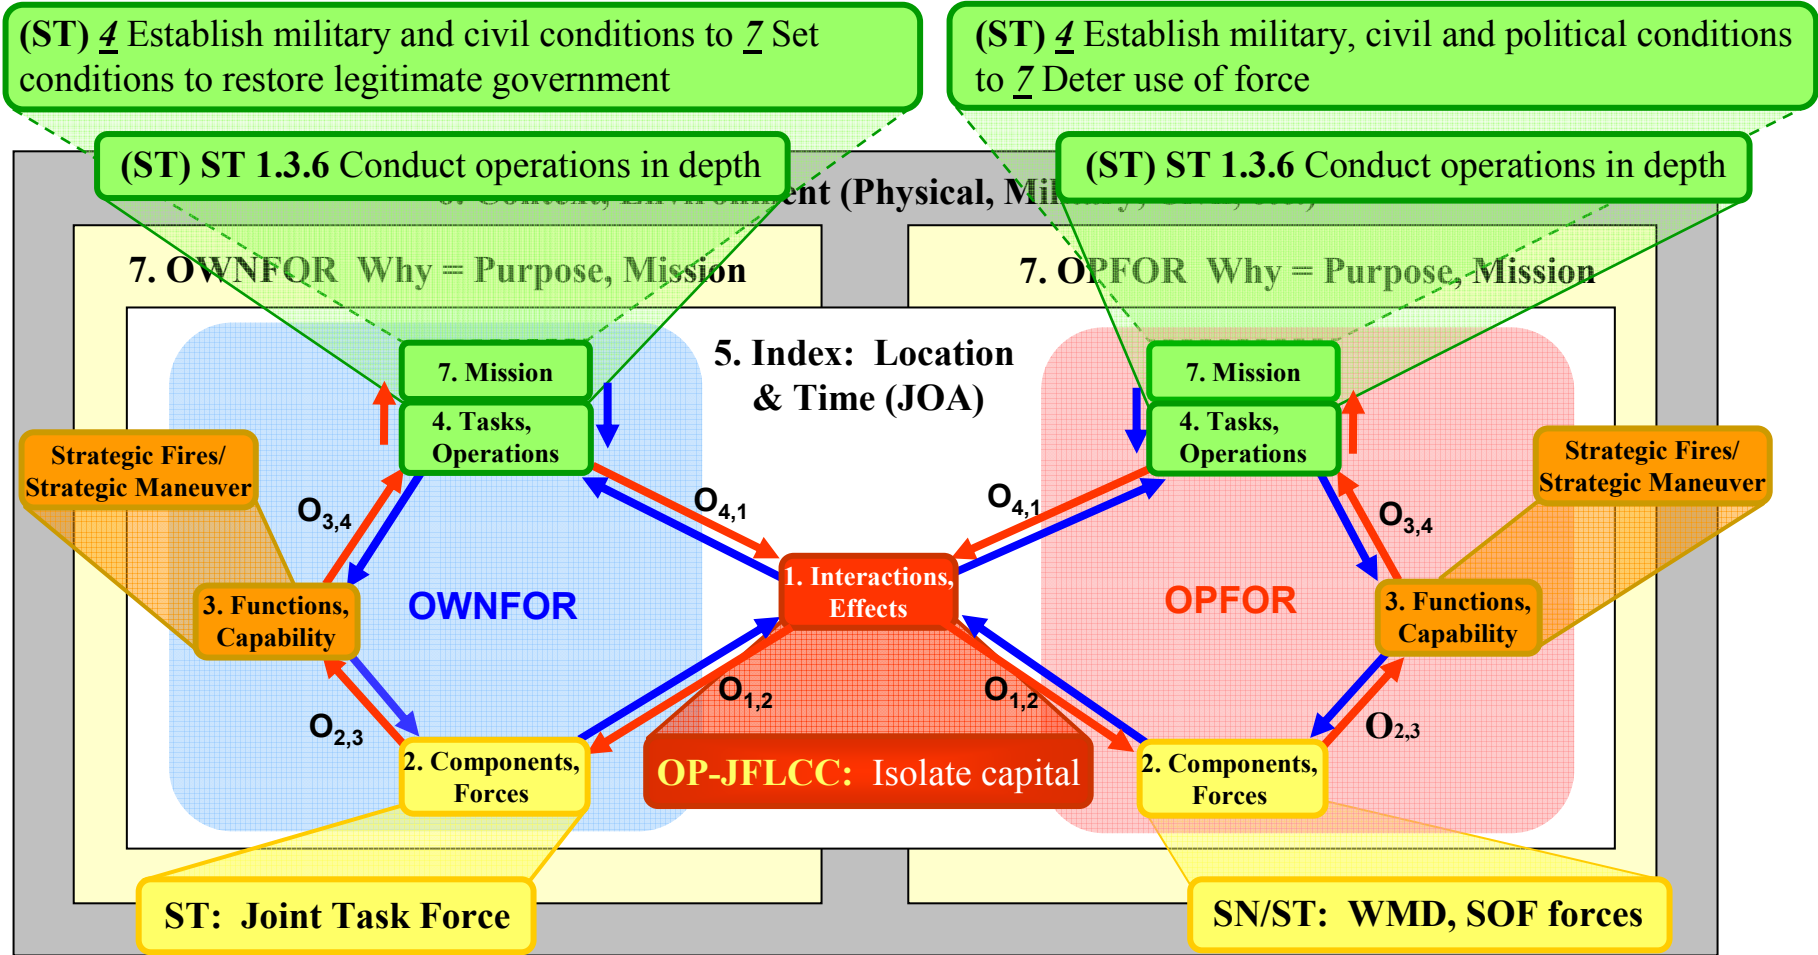 (ST) 4 Establish military and civil conditions to 7 Set
conditions to restore legitimate government
(ST) 4 Establish military, civil and political conditions
to 7 Deter use of force
(ST) ST 1.3.6 Conduct operations in depth
(ST) ST 1.3.6 Conduct operations in depth
Environment (Physical, Military, Civil, etc.)
7. OWNFOR Why = Purpose, Mission
7. OPFOR Why = Purpose, Mission
5. Index: Location
& Time (JOA)
7. Mission
4. Tasks,
Operations
7. Mission
4. Tasks,
Operations
Strategic Fires/
Strategic Maneuver
Strategic Fires/
Strategic Maneuver
O3,4
O4,1
O4,1
O3,4
1. Interactions,
Effects
OWNFOR
OPFOR
3. Functions,
Capability
3. Functions,
Capability
O2,3
O1,2
O1,2
O2,3
2. Components,
Forces
OP-JFLCC: Isolate capital
2. Components,
Forces
ST: Joint Task Force
SN/ST: WMD, SOF forces